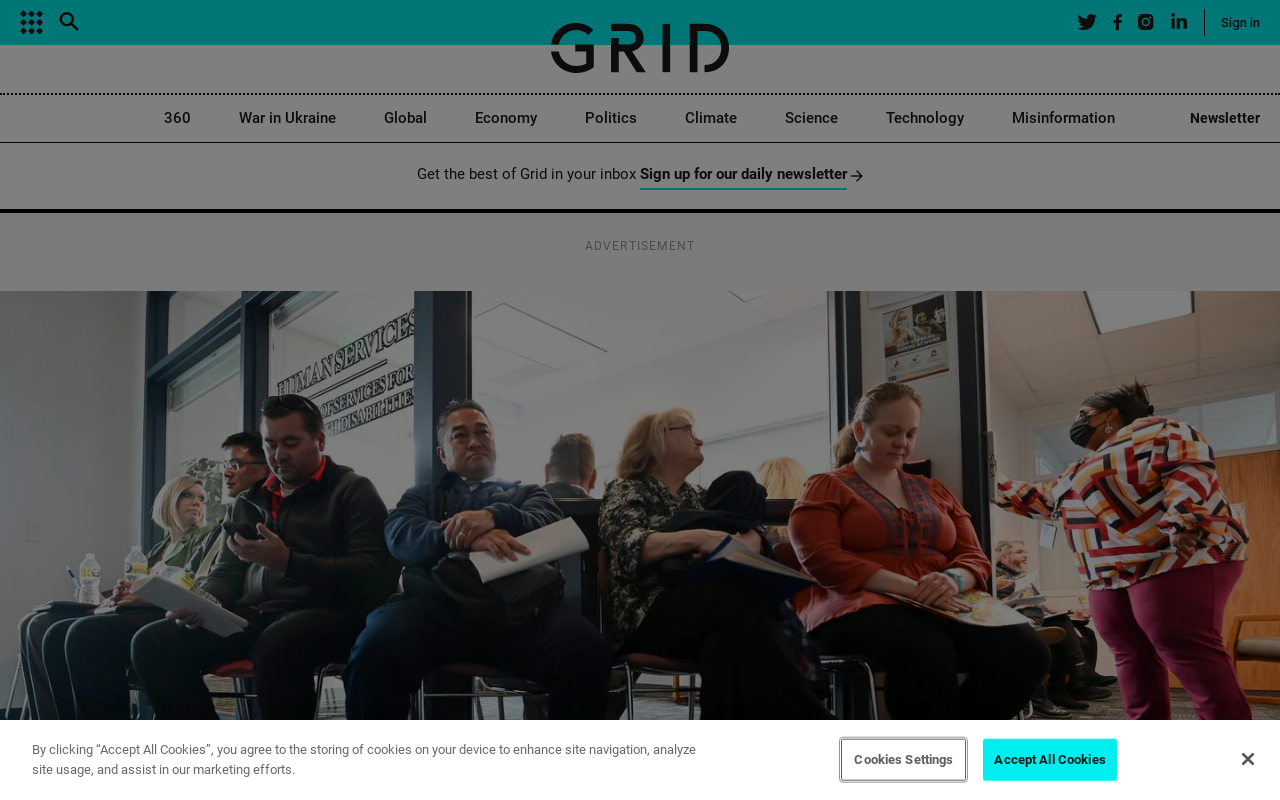 Sign in
GRID
360 War in Ukraine Global Economy Politics Climate Science Technology Misinformation Newsletter
Get the best of Grid in your inbox Sign up for our daily newsletter
ADVERTISEMENT
HUMAN SERVICES
OF SERVICES FOR
DISABILITIES
By clicking “Accept All Cookies”, you agree to the storing of cookies on your device to enhance site navigation, analyze
site usage, and assist in our marketing efforts.
Cookies Settings
Accept All Cookies